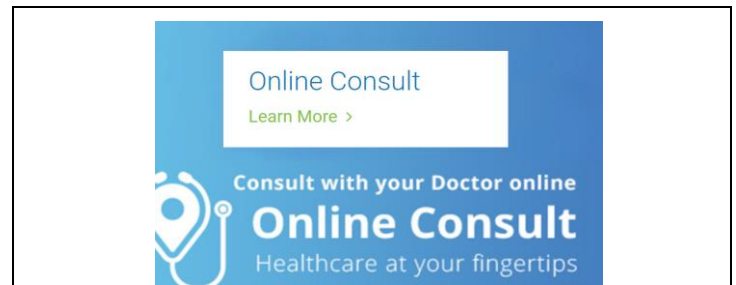 Online Consult
Learn More >
Consult with your Doctor online
Online Consult
Healthcare at your fingertips